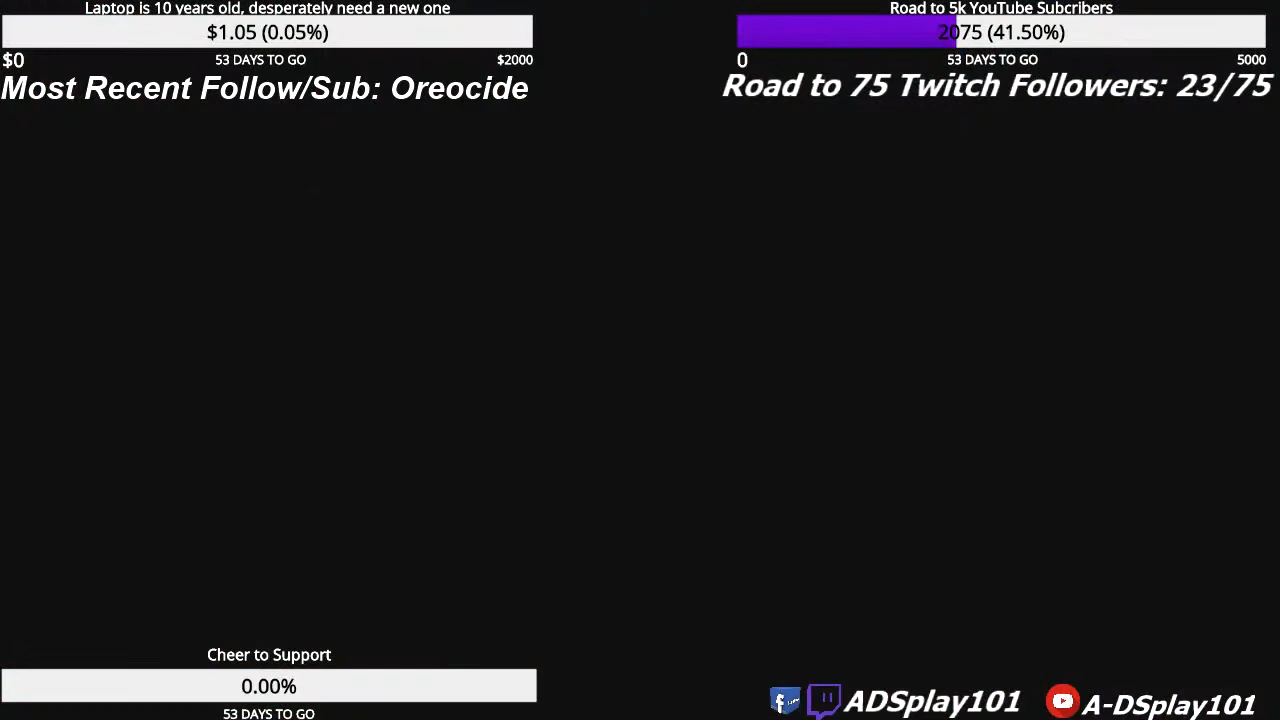 Laptop is 10 years old, desperately need a new one
$1.05 (0.05%)
$0 53 DAYS TO GO $2000
Most Recent Follow/Sub: Oreocide
Road to 5k YouTube Subcribers
2075 (41.50%)
0 53 DAYS TO GO 5000
Road to 75 Twitch Followers: 23/75
Cheer to Support
0.00%
53 DAYS TO GO
ADSplay101
A-DSplay101